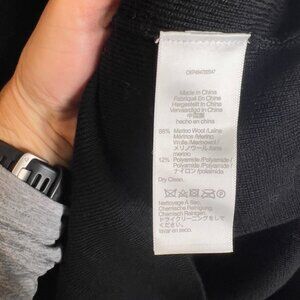 Made in China
Fabriqué En Chine
Hergestellt In China
Vervaardigd in China
中国製
hecho en china
88% Merino Wool /Laine
Mérinos /Merino
Wolle /Merinowol /
メリノウール /lana
merino
12% Polyamide /Polyamide /
Polyamid /Polyamide /
ナイロン /poliamida
Dry Clean.
Nettoyage À Sec.
Chemische Reinigung.
Chemisch Reinigen.
ドライクリーニングをしてく
ださい。
lavar en seco.